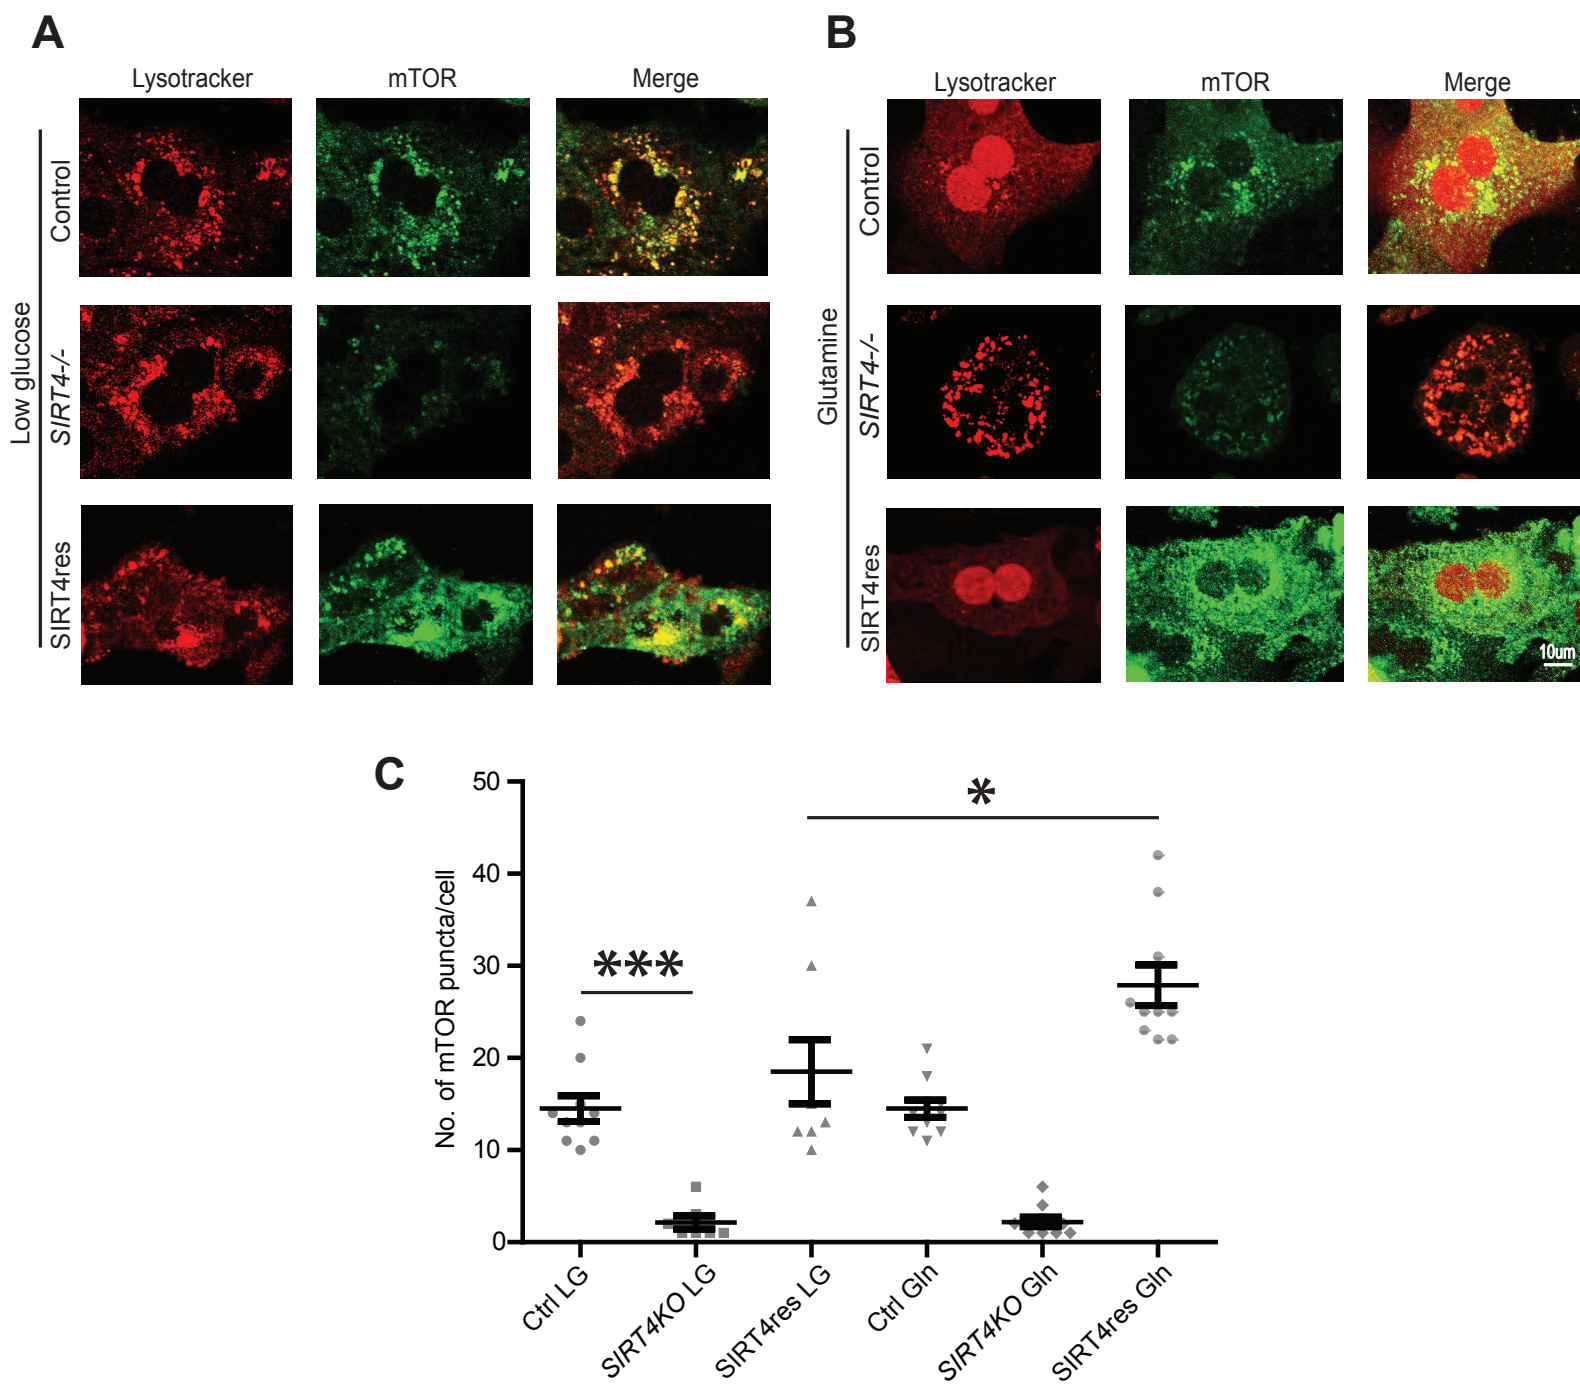 A
Lysotracker mTOR Merge
Low glucose
Control
SIRT4-/-
SIRT4res
B
Lysotracker mTOR Merge
Glutamine
Control
SIRT4-/-
SIRT4res
10um
C
No. of mTOR puncta/cell
50
40
30
20
10
0
***
*
Ctrl LG
SIRT4KO LG
SIRT4res LG
Ctrl Gln
SIRT4KO Gln
SIRT4res Gln